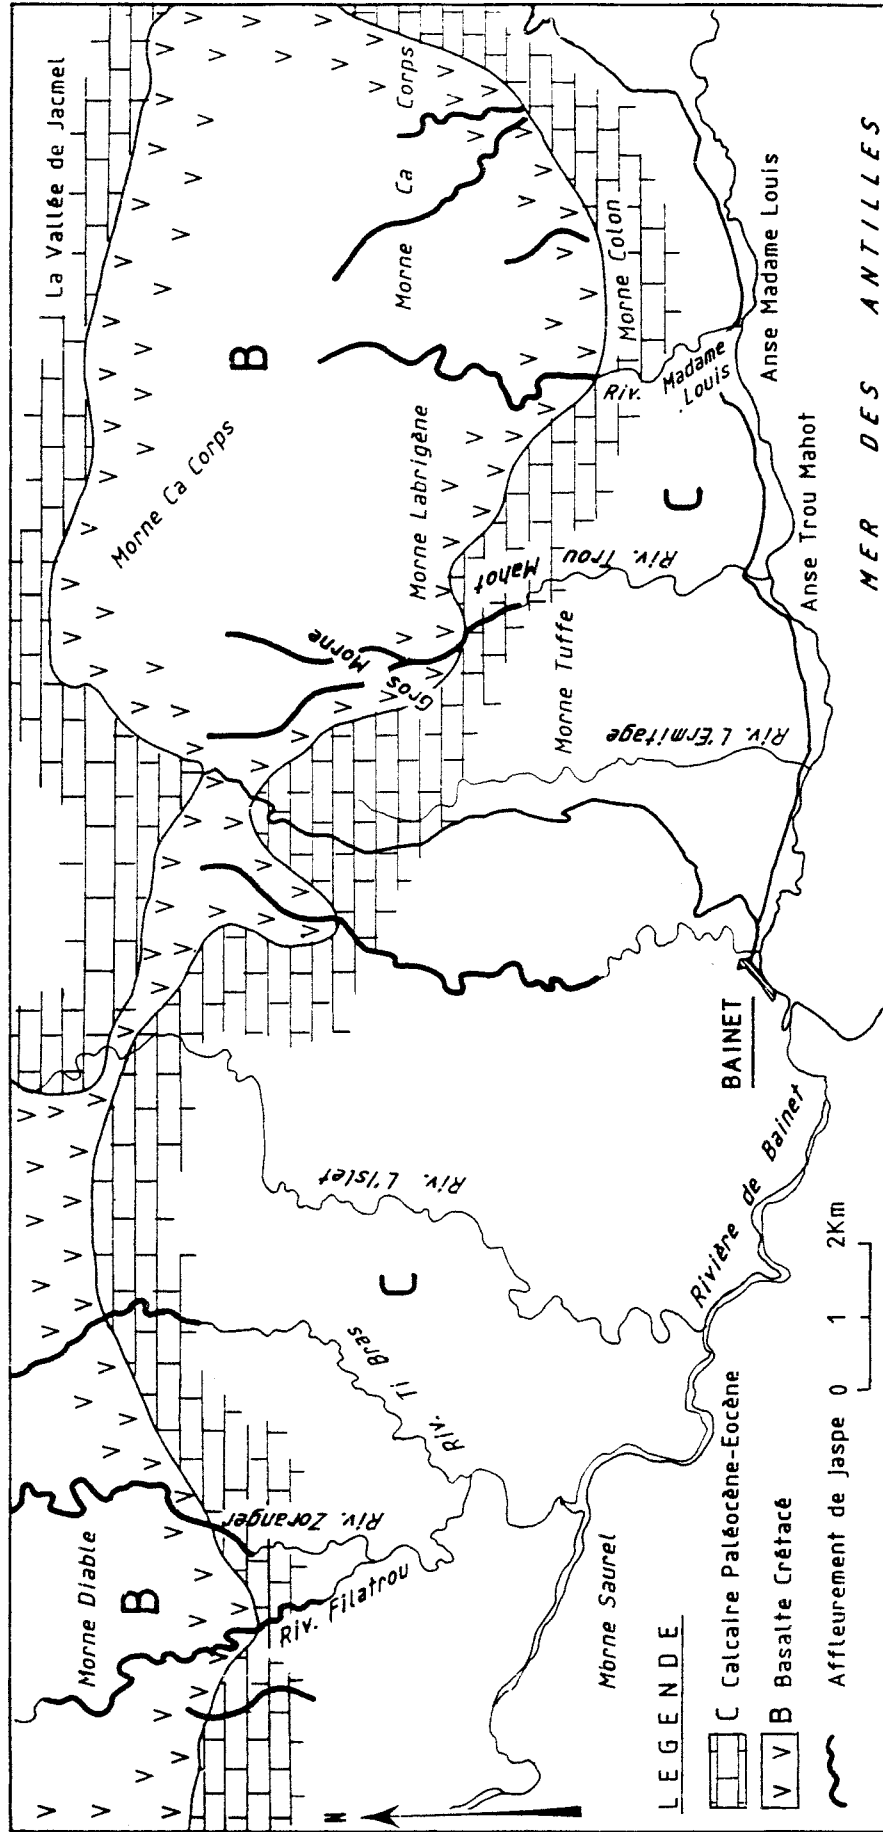 La Vallée de Jacmel
Morne Diable
B
B
Morne Ca Corps
Morne Ca Corps
Morne Labrigène
Gros Morne
Morne Colon
Riv. Zoranger
Riv. Filatrou
Riv. Ti Bras
C
Riv. L'Islet
Morne Tuffe
Riv. L'Ermitage
Riv. Trou Mahot
C
Riv. Madame Louis
Morne Saurel
Rivière de Bainet
BAINET
Anse Trou Mahot
Anse Madame Louis
MER DES ANTILLES
N
LEGENDE
C Calcaire Paléocène-Eocène
B Basalte Crétacé
Affleurement de Jaspe
0 1 2Km